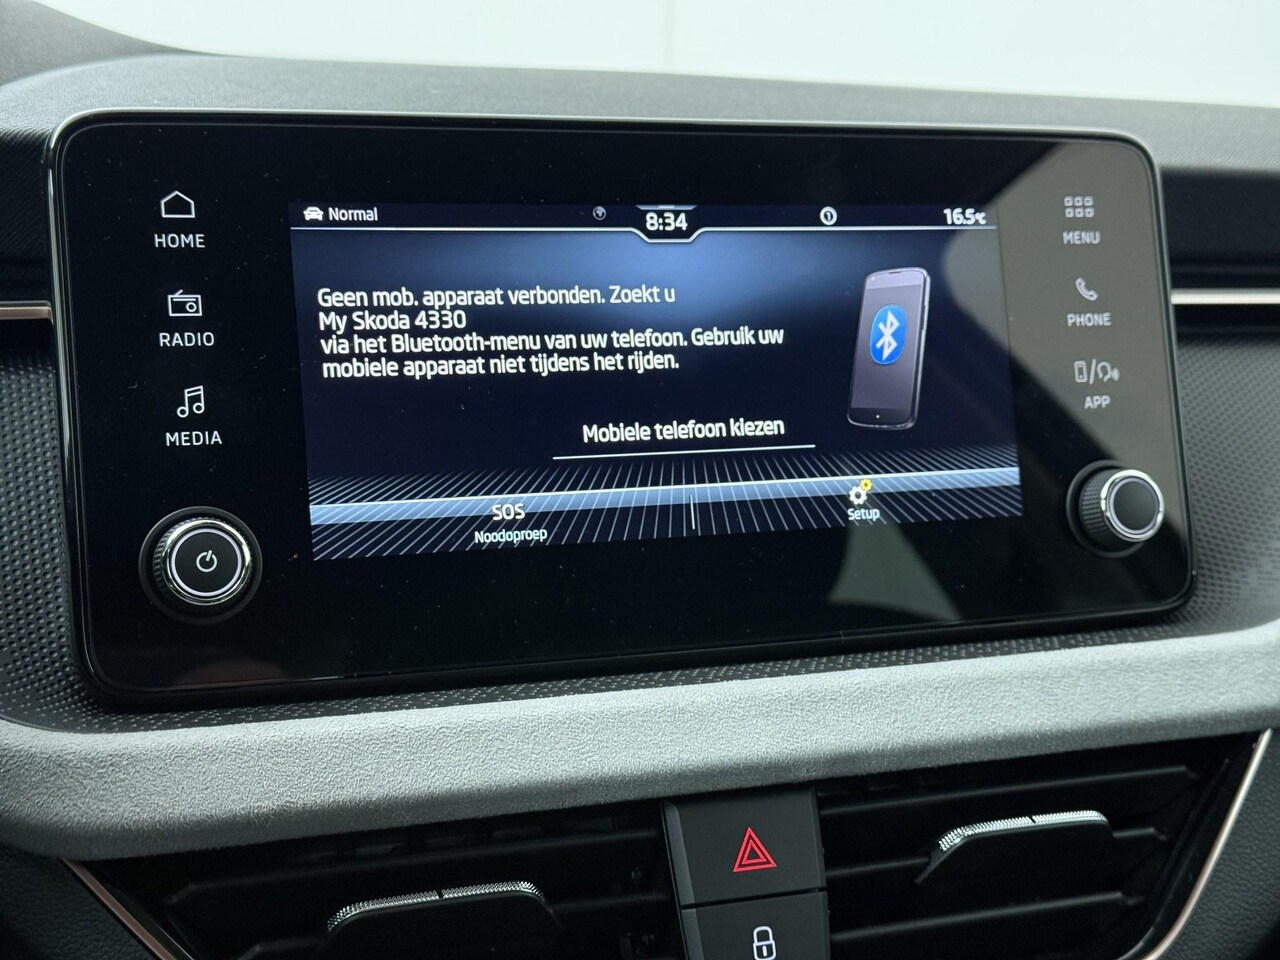 HOME
RADIO
MEDIA
Normal
8:34
1
16.5°C
Geen mob. apparaat verbonden. Zoekt u
My Skoda 4330
via het Bluetooth-menu van uw telefoon. Gebruik uw
mobiele apparaat niet tijdens het rijden.
Mobiele telefoon kiezen
SOS
Noodoproep
Setup
MENU
PHONE
APP